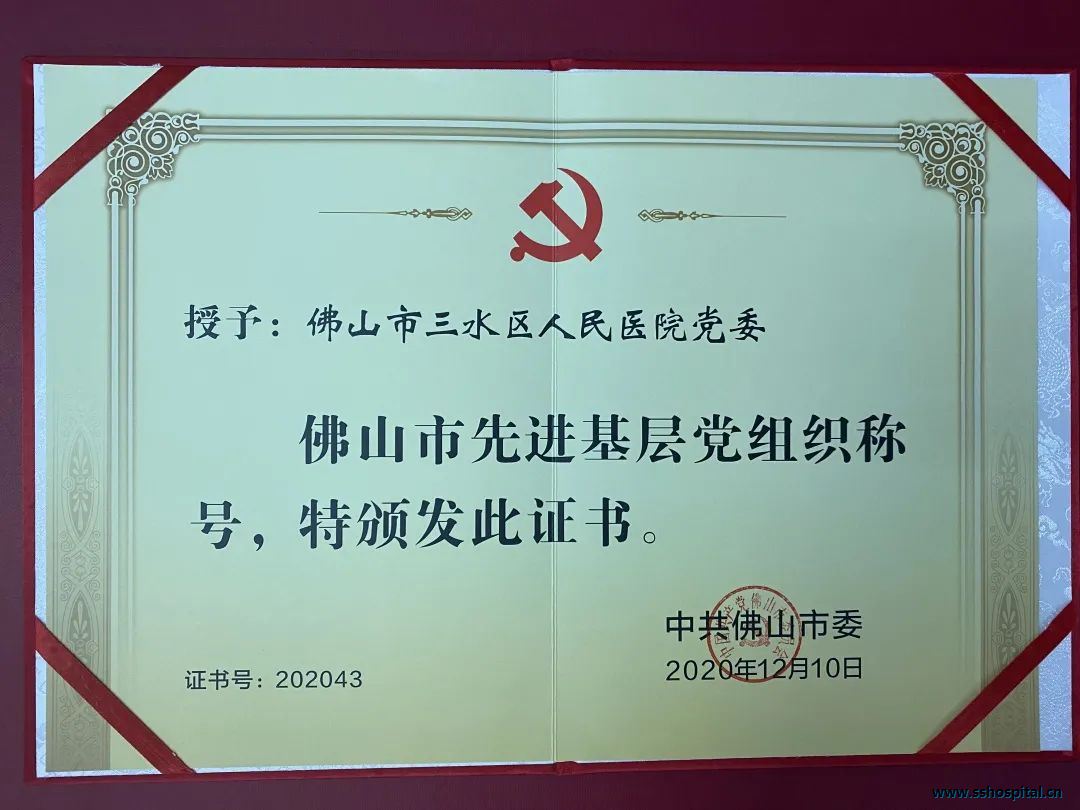 授予：佛山市三水区人民医院党委
佛山市先进基层党组织称
号，特颁发此证书。
中共佛山市委
2020年12月10日
证书号：202043
www.sshospital.cn